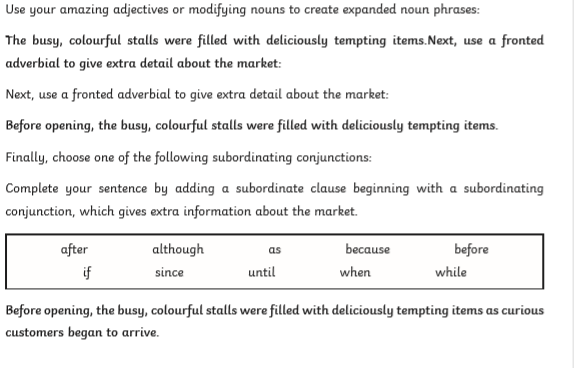 Use your amazing adjectives or modifying nouns to create expanded noun phrases:
The busy, colourful stalls were filled with deliciously tempting items.Next, use a fronted
adverbial to give extra detail about the market:
Next, use a fronted adverbial to give extra detail about the market:
Before opening, the busy, colourful stalls were filled with deliciously tempting items.
Finally, choose one of the following subordinating conjunctions:
Complete your sentence by adding a subordinate clause beginning with a subordinating
conjunction, which gives extra information about the market.
after although as because before
if since until when while
Before opening, the busy, colourful stalls were filled with deliciously tempting items as curious
customers began to arrive.